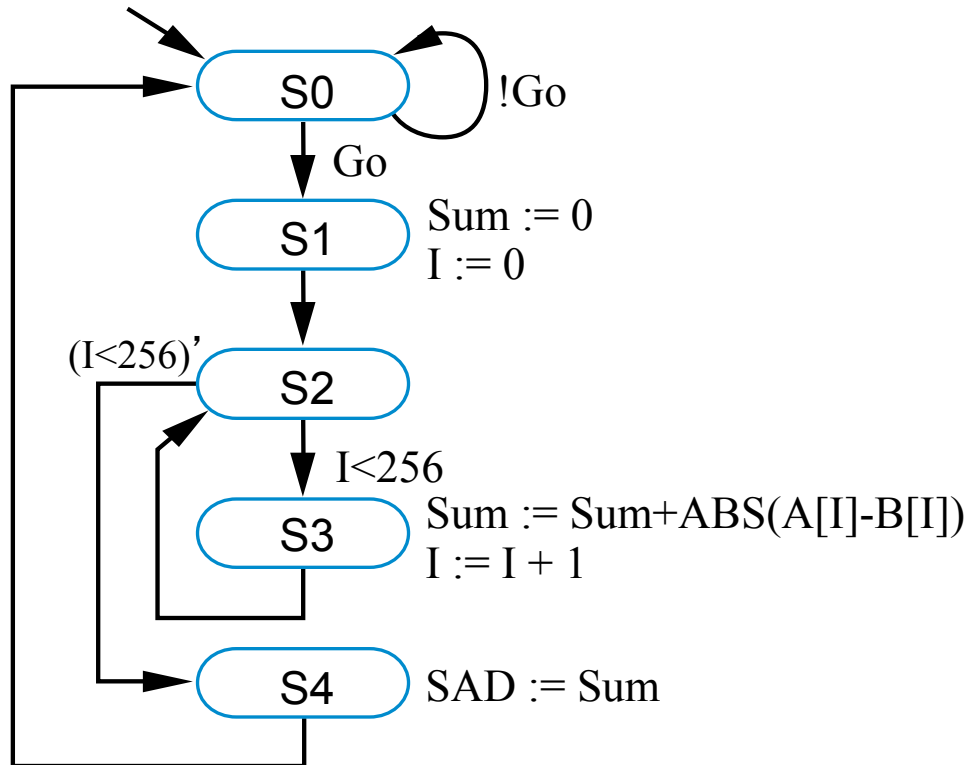 S0
!Go
Go
S1
Sum := 0
I := 0
(I<256)’
S2
I<256
S3
Sum := Sum+ABS(A[I]-B[I])
I := I + 1
S4
SAD := Sum